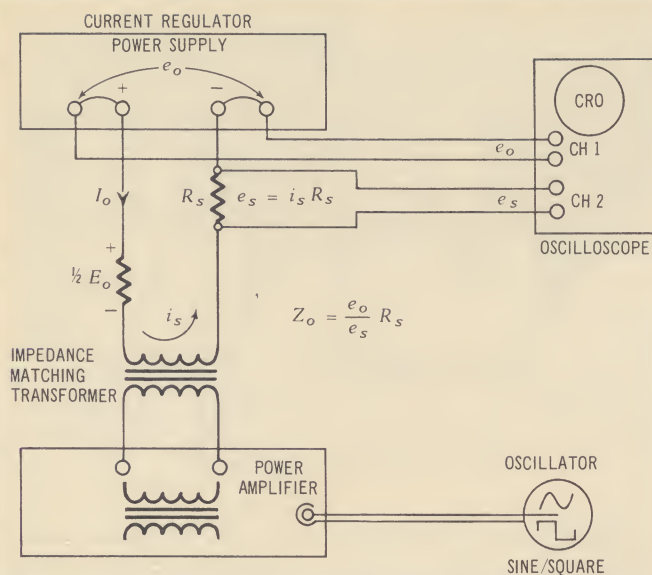 CURRENT REGULATOR
POWER SUPPLY
e_o
+
−
CRO
e_o
CH 1
I_o
R_s
e_s = i_s R_s
e_s
CH 2
OSCILLOSCOPE
+
½ E_o
−
i_s
Z_o = e_o/e_s R_s
IMPEDANCE
MATCHING
TRANSFORMER
POWER
AMPLIFIER
OSCILLATOR
SINE/SQUARE